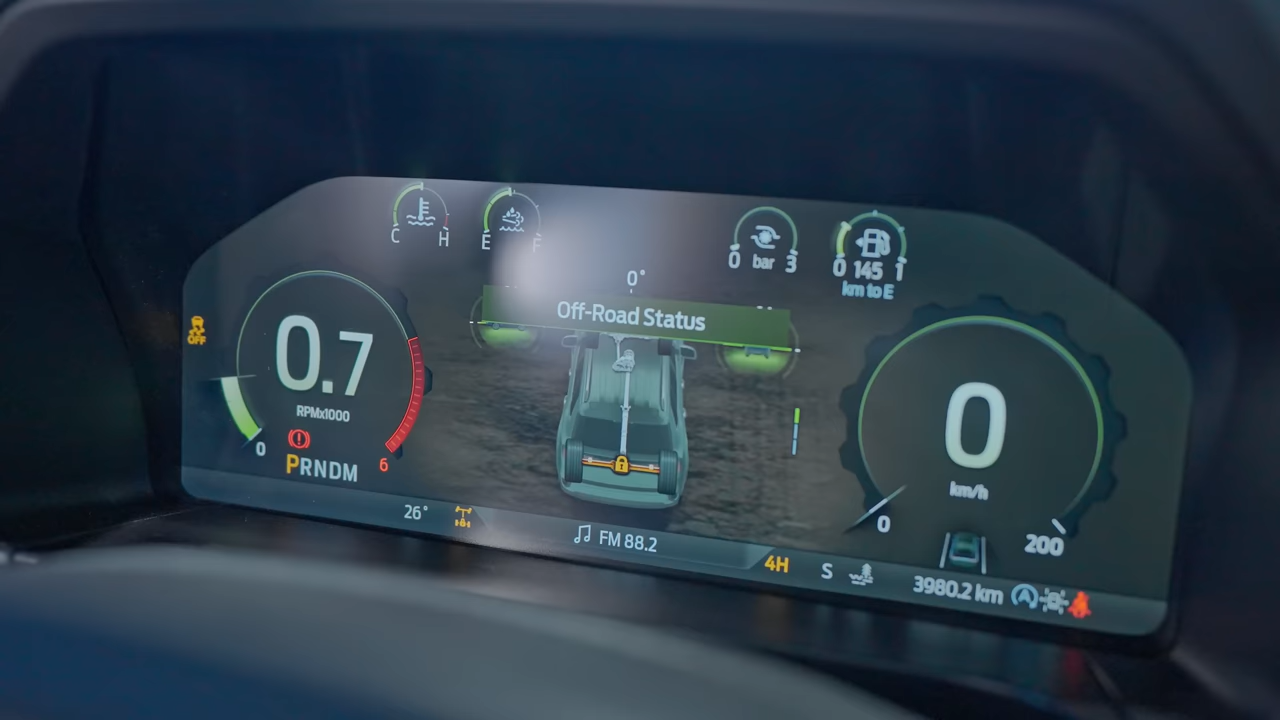 C H
E F
0 bar 3
0 145 1
km to E
0°
Off-Road Status
OFF
0.7
RPMx1000
0
6
PRNDM
0
km/h
0
200
26°
FM 88.2
4H
S
3980.2 km
A